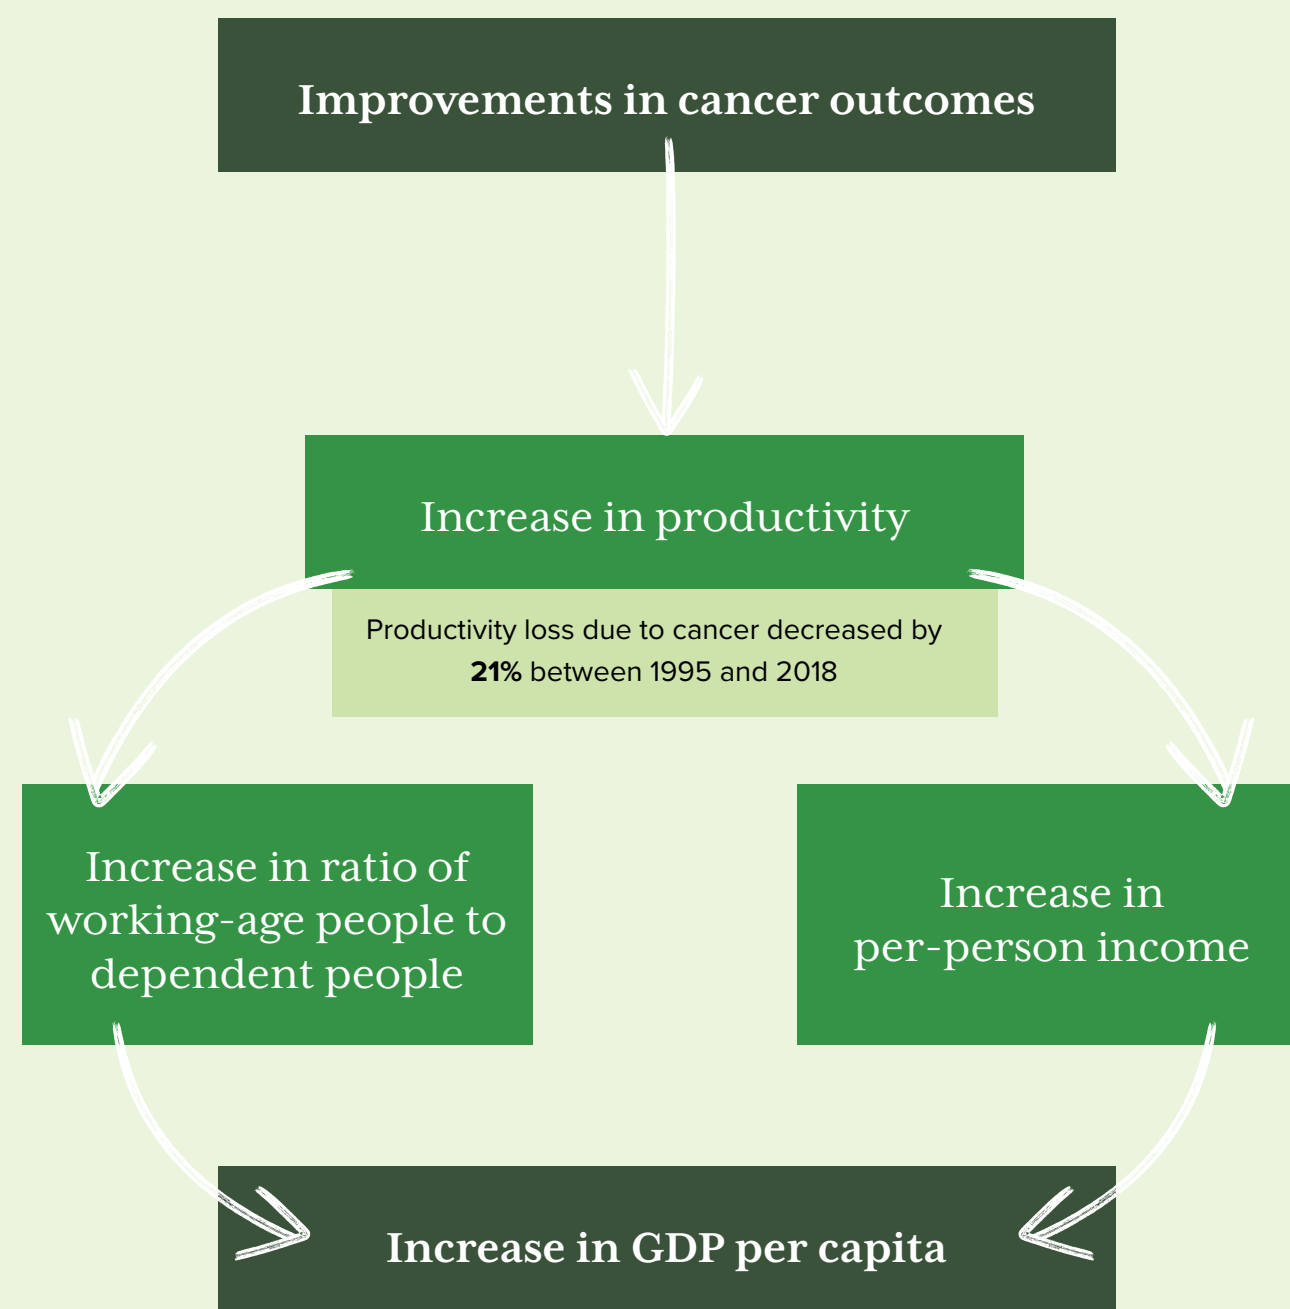 Improvements in cancer outcomes
Increase in productivity
Productivity loss due to cancer decreased by
21% between 1995 and 2018
Increase in ratio of
working-age people to
dependent people
Increase in
per-person income
Increase in GDP per capita